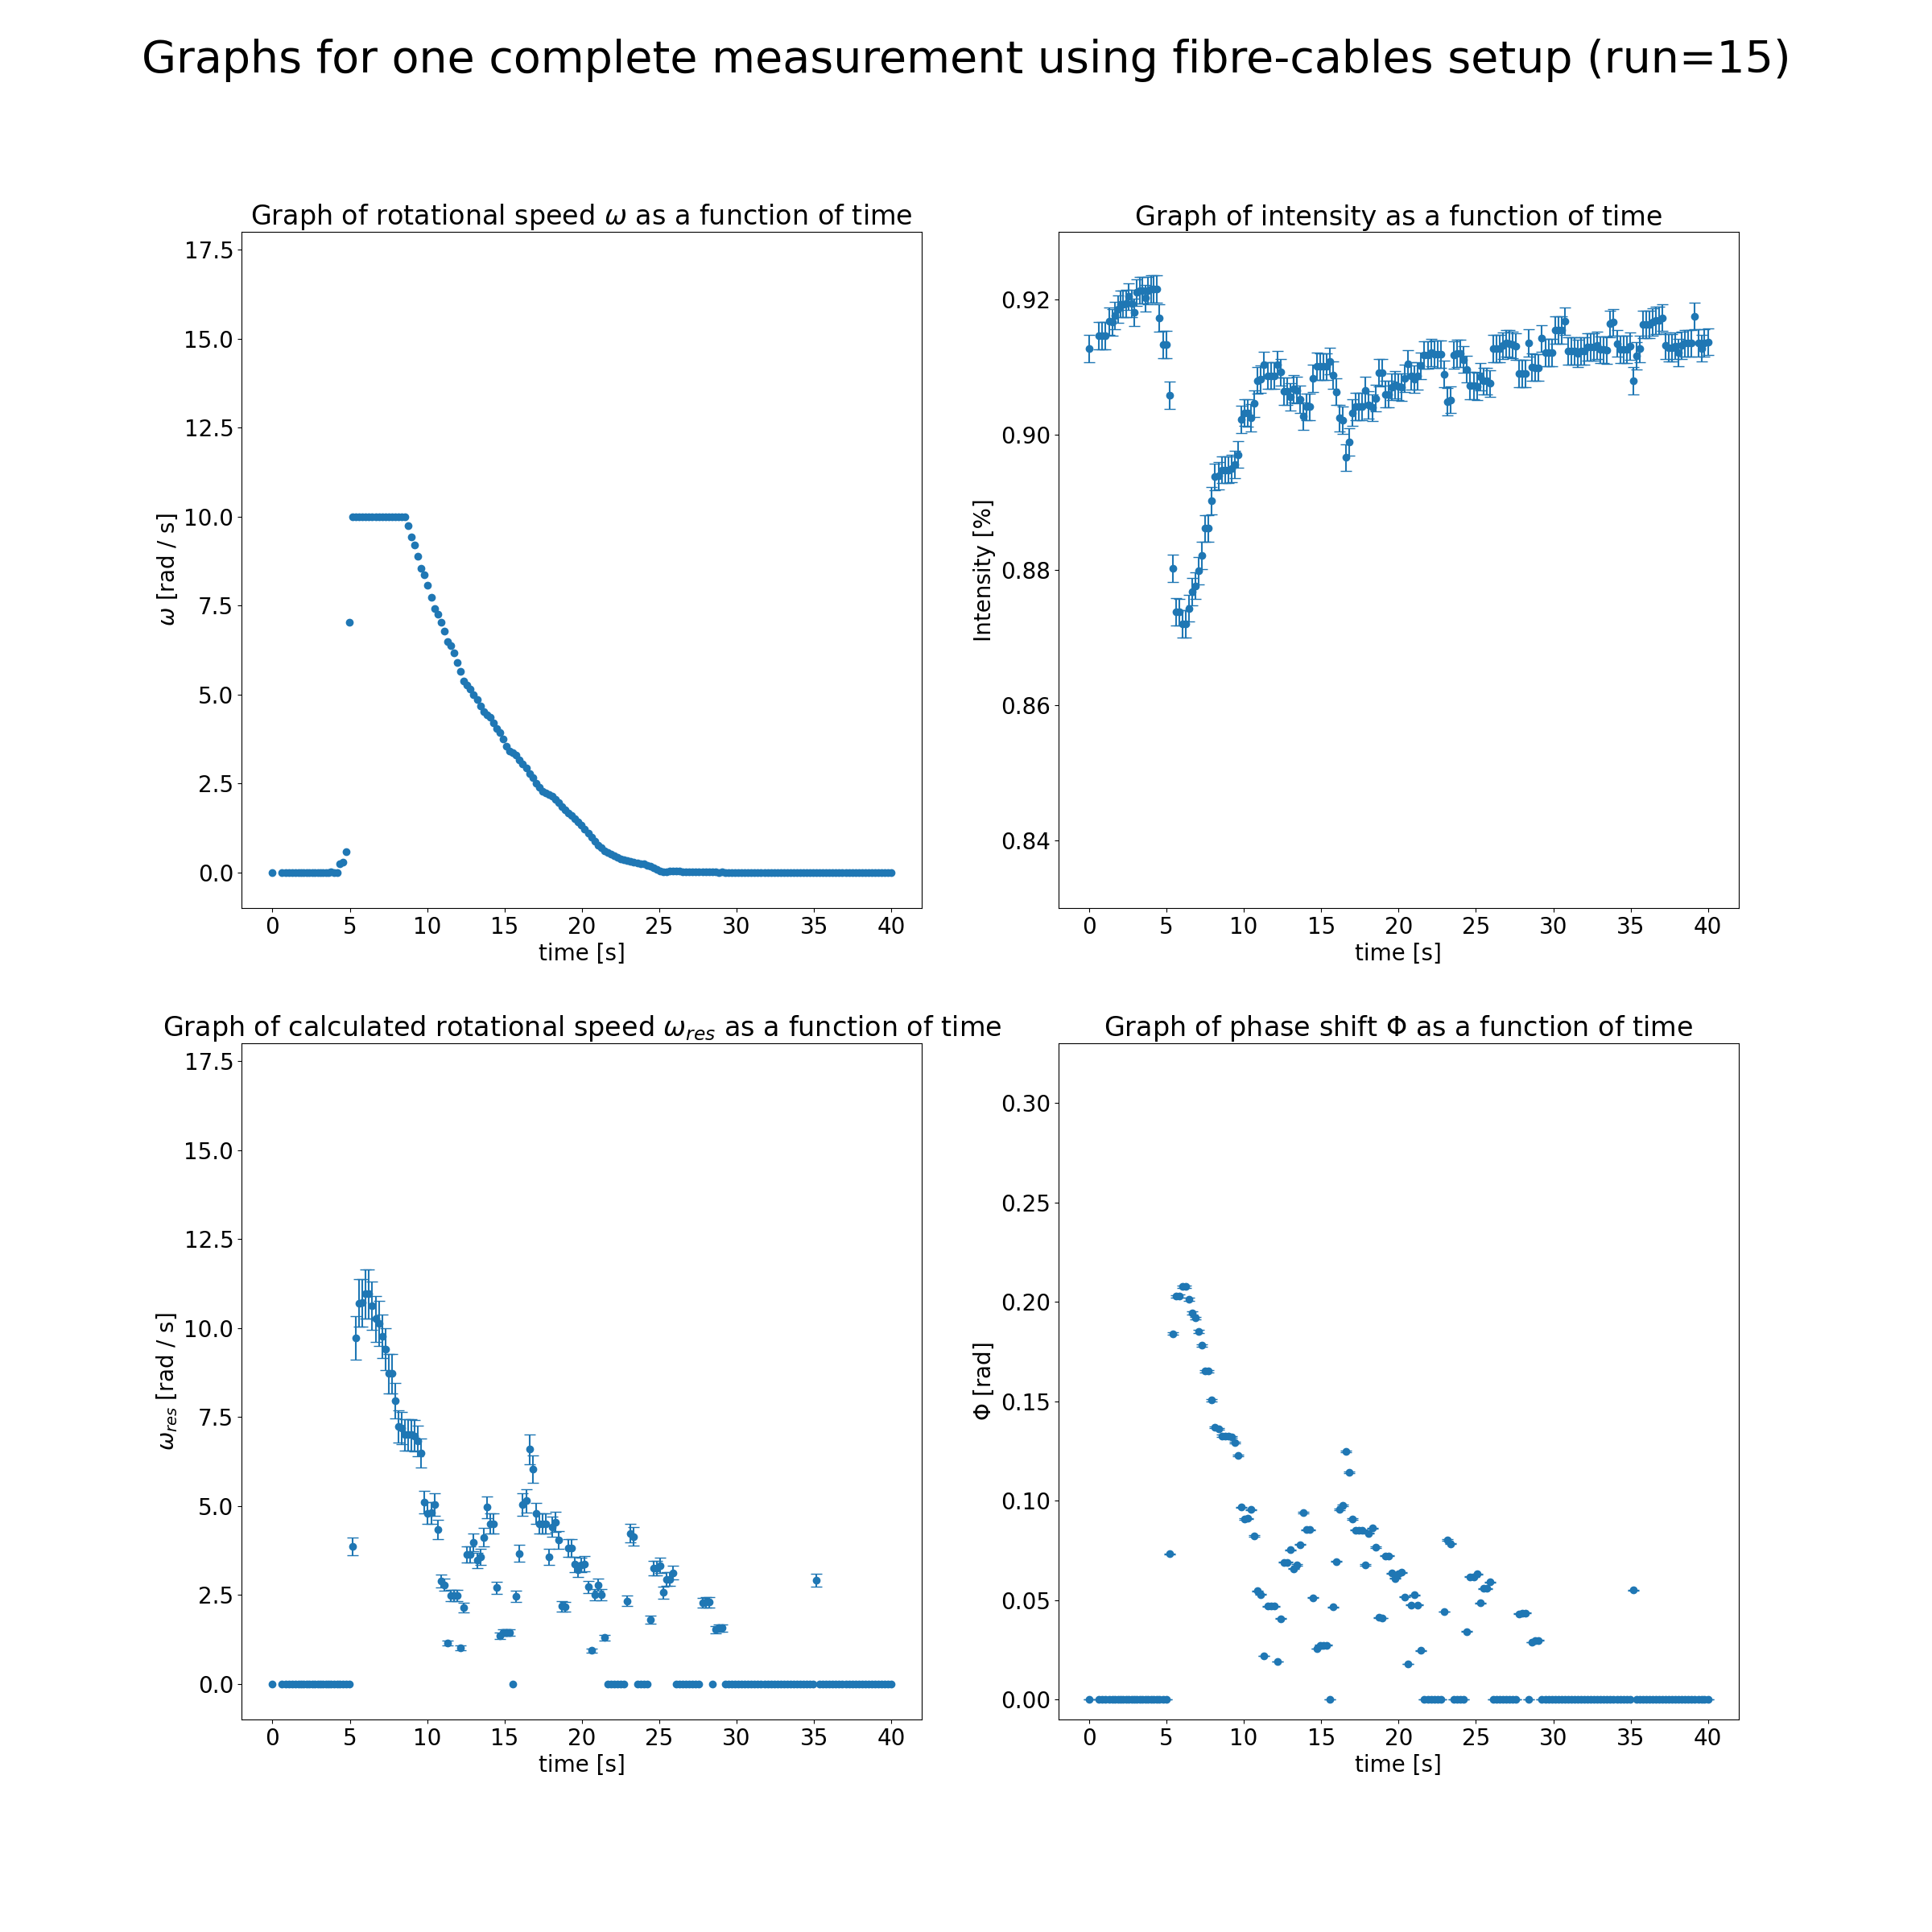 Graphs for one complete measurement using fibre-cables setup (run=15)
Graph of rotational speed ω as a function of time
17.5
15.0
12.5
10.0
7.5
5.0
2.5
0.0
ω [rad / s]
0 5 10 15 20 25 30 35 40
time [s]
Graph of intensity as a function of time
0.92
0.90
0.88
0.86
0.84
Intensity [%]
0 5 10 15 20 25 30 35 40
time [s]
Graph of calculated rotational speed ω_res as a function of time
17.5
15.0
12.5
10.0
7.5
5.0
2.5
0.0
ω_res [rad / s]
0 5 10 15 20 25 30 35 40
time [s]
Graph of phase shift Φ as a function of time
0.30
0.25
0.20
0.15
0.10
0.05
0.00
Φ [rad]
0 5 10 15 20 25 30 35 40
time [s]